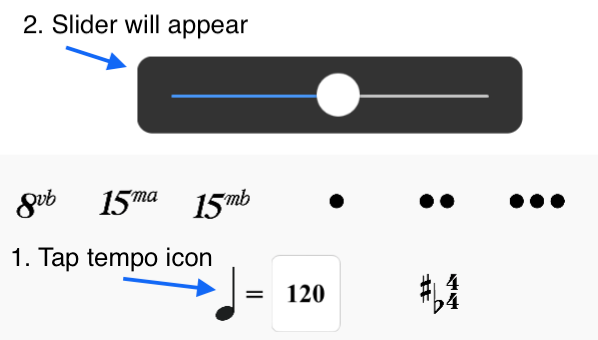 2. Slider will appear
8vb 15ma 15mb
1. Tap tempo icon
= 120
4
4